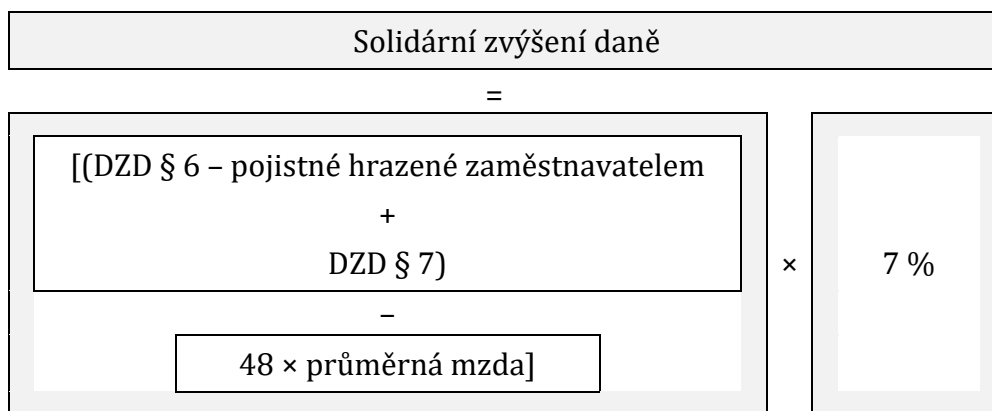 Solidární zvýšení daně
=
[(DZD § 6 – pojistné hrazené zaměstnavatelem
+
DZD § 7)
× 7 %
–
48 × průměrná mzda]